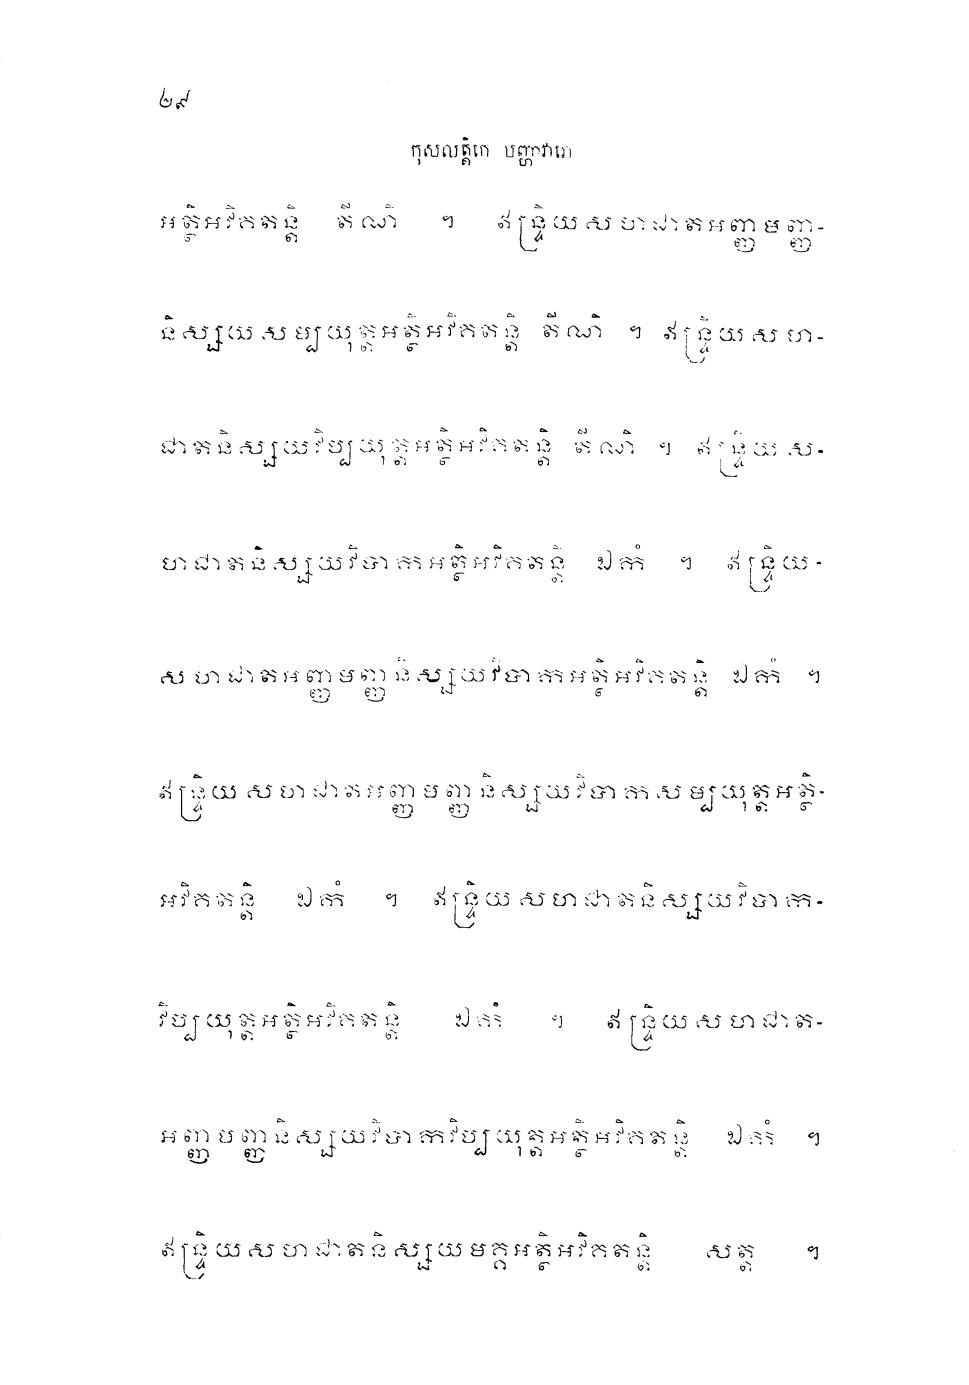 ២៩
កុសលត្តិកេ បញ្ហាវារោ
អត្ថិអវិគតន្តិ តីណិ ។ ឥន្ទ្រិយសហជាតអញ្ញមញ្ញ-
និស្សយសម្បយុត្តអត្ថិអវិគតន្តិ តីណិ ។ ឥន្ទ្រិយសហ-
ជាតនិស្សយវិប្បយុត្តអត្ថិអវិគតន្តិ តីណិ ។ ឥន្ទ្រិយស-
ហជាតនិស្សយវិបាកអត្ថិអវិគតន្តិ ឯកំ ។ ឥន្ទ្រិយ-
សហជាតអញ្ញមញ្ញនិស្សយវិបាកអត្ថិអវិគតន្តិ ឯកំ ។
ឥន្ទ្រិយសហជាតអញ្ញមញ្ញនិស្សយវិបាកសម្បយុត្តអត្ថិ-
អវិគតន្តិ ឯកំ ។ ឥន្ទ្រិយសហជាតនិស្សយវិបាក-
វិប្បយុត្តអត្ថិអវិគតន្តិ ឯកំ ។ ឥន្ទ្រិយសហជាត-
អញ្ញមញ្ញនិស្សយវិបាកវិប្បយុត្តអត្ថិអវិគតន្តិ ឯកំ ។
ឥន្ទ្រិយសហជាតនិស្សយមគ្គអត្ថិអវិគតន្តិ សត្ត ។